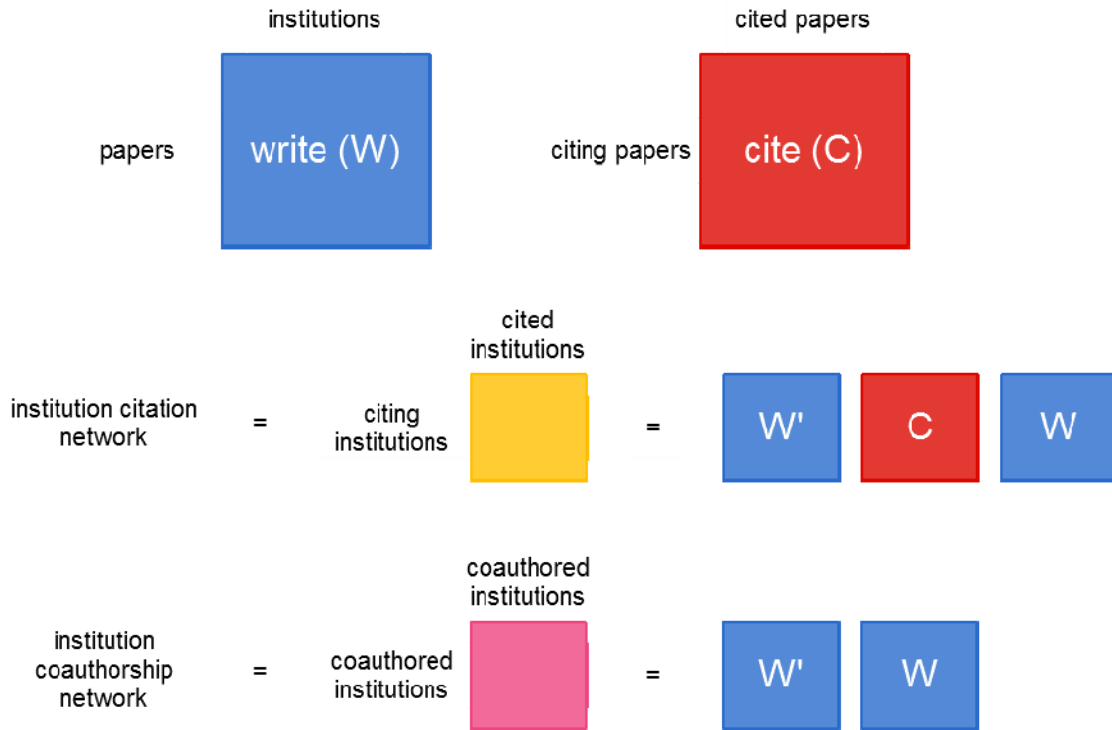 institutions
cited papers
papers
write (W)
citing papers
cite (C)
cited
institutions
institution citation
network
=
citing
institutions
=
W'
C
W
coauthored
institutions
institution
coauthorship
network
=
coauthored
institutions
=
W'
W